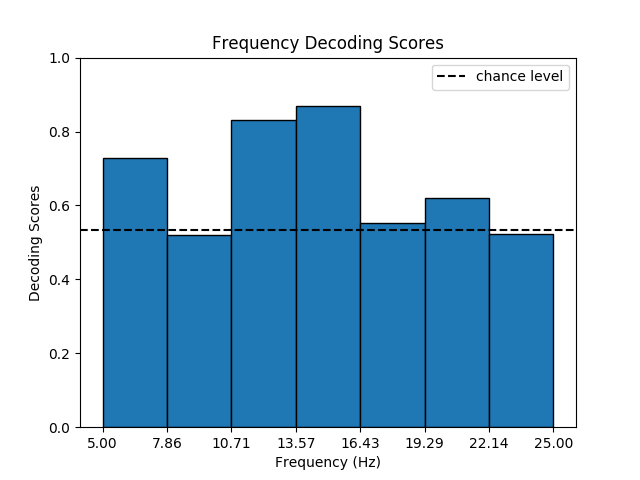 Frequency Decoding Scores
chance level
1.0
0.8
0.6
0.4
0.2
0.0
Decoding Scores
5.00 7.86 10.71 13.57 16.43 19.29 22.14 25.00
Frequency (Hz)